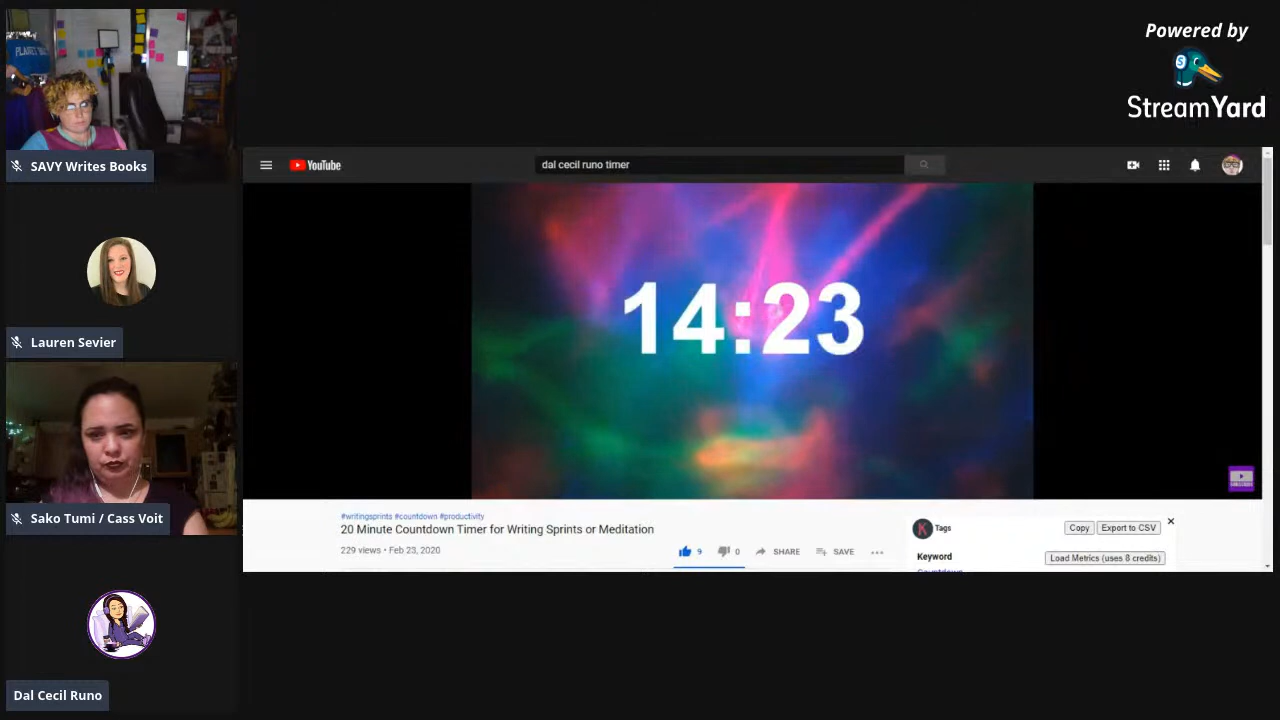 Powered by
StreamYard
SAVY Writes Books
Lauren Sevier
Sako Tumi / Cass Voit
Dal Cecil Runo
YouTube
dal cecil runo timer
14:23
SUBSCRIBE
#writingsprints #countdown #productivity
20 Minute Countdown Timer for Writing Sprints or Meditation
229 views • Feb 23, 2020
9
0
SHARE
SAVE
K
Tags
Copy
Export to CSV
Keyword
Load Metrics (uses 8 credits)
Countdown